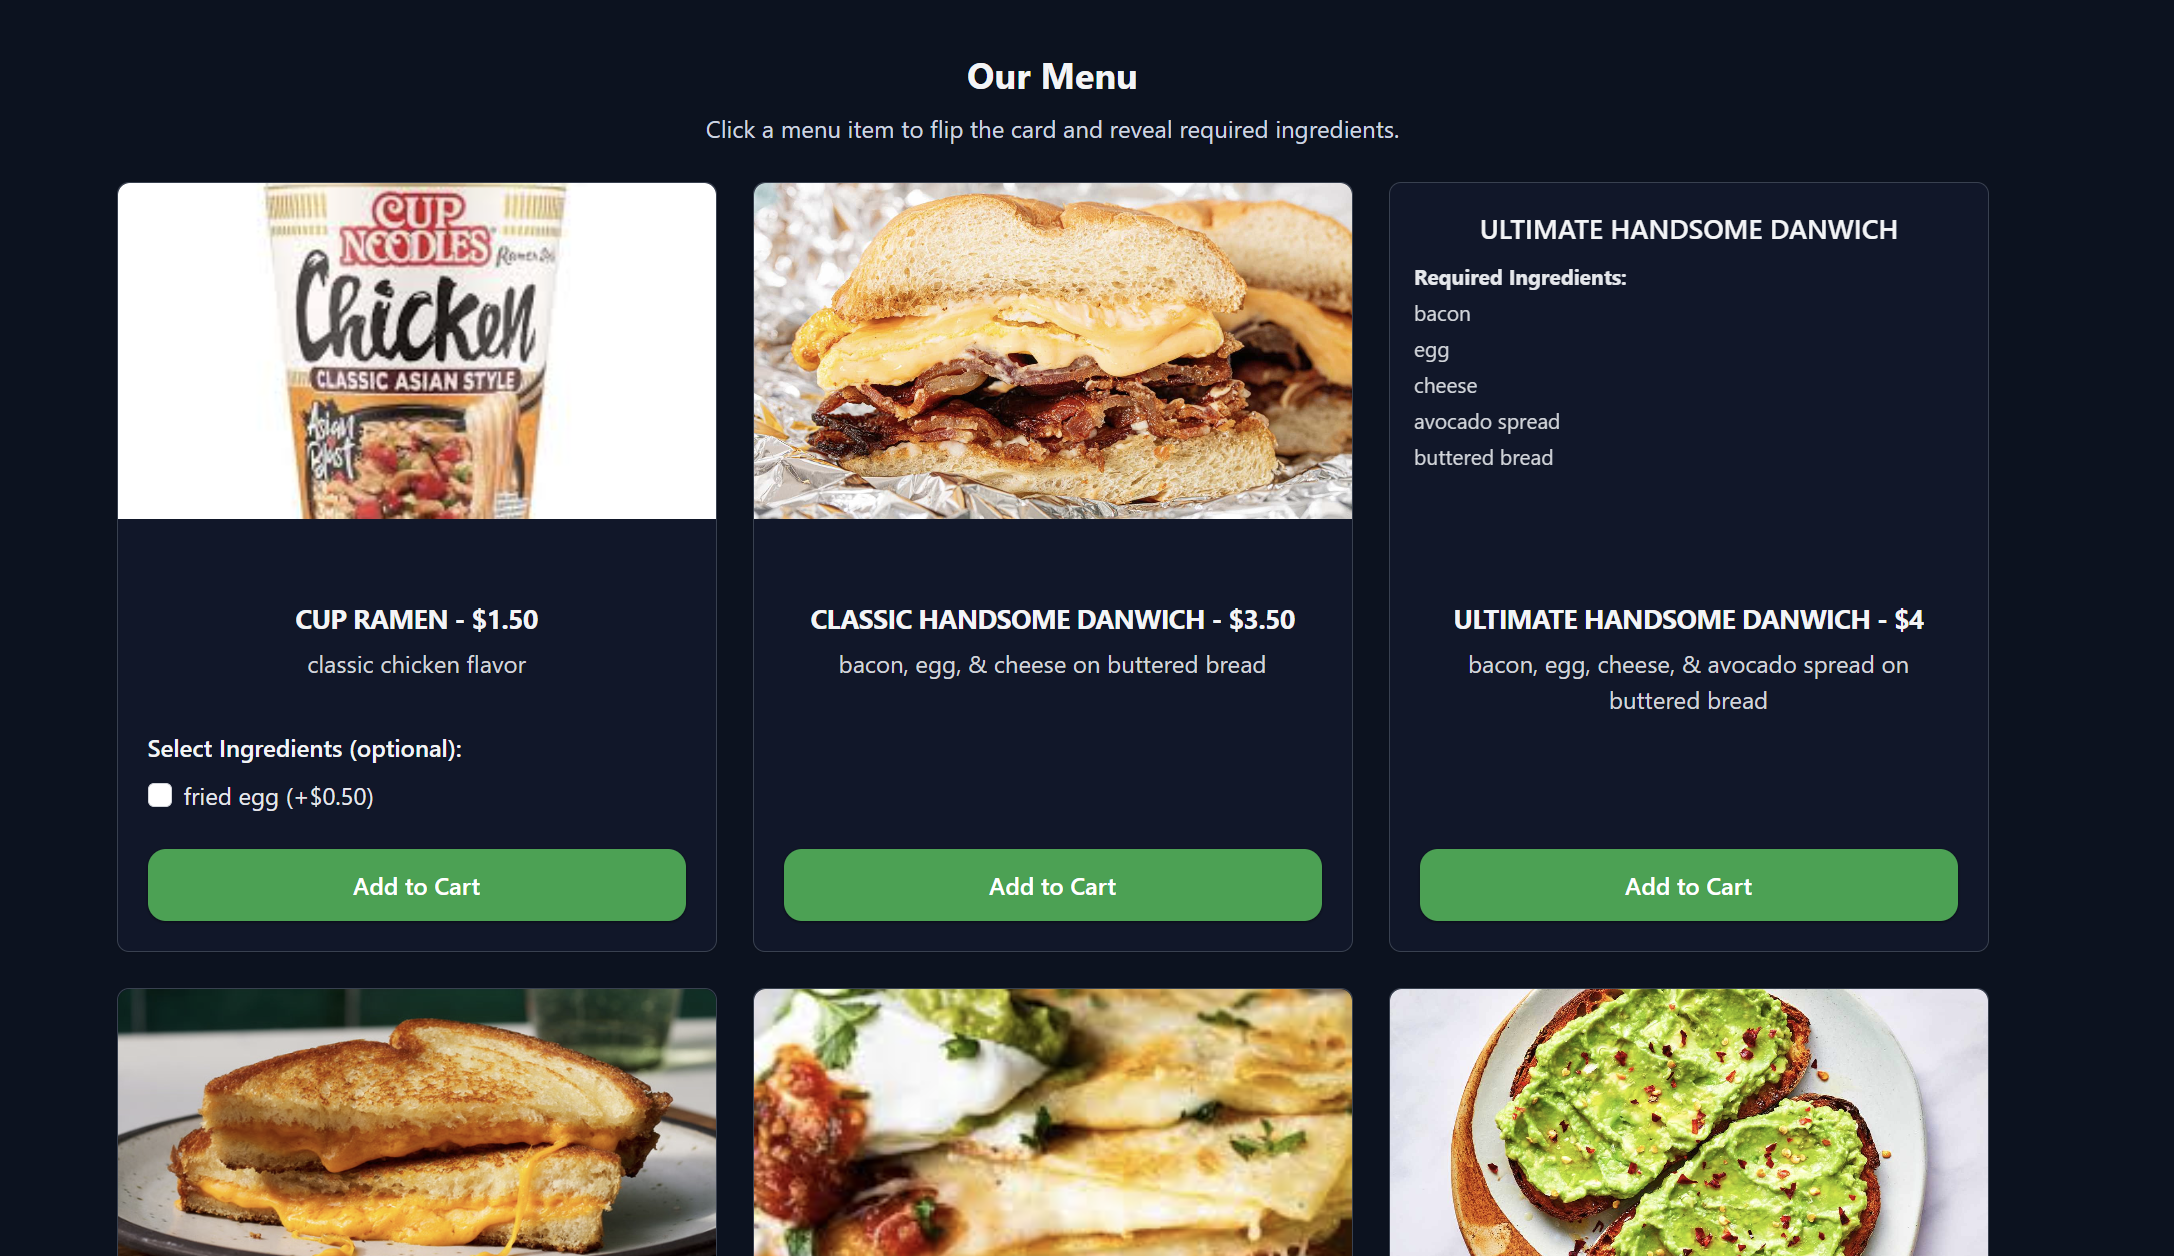 Our Menu
Click a menu item to flip the card and reveal required ingredients.
CUP
NOODLES
Chicken
CLASSIC ASIAN STYLE
Asian
Blast
CUP RAMEN - $1.50
classic chicken flavor
Select Ingredients (optional):
fried egg (+$0.50)
Add to Cart
CLASSIC HANDSOME DANWICH - $3.50
bacon, egg, & cheese on buttered bread
Add to Cart
ULTIMATE HANDSOME DANWICH
Required Ingredients:
bacon
egg
cheese
avocado spread
buttered bread
ULTIMATE HANDSOME DANWICH - $4
bacon, egg, cheese, & avocado spread on
buttered bread
Add to Cart